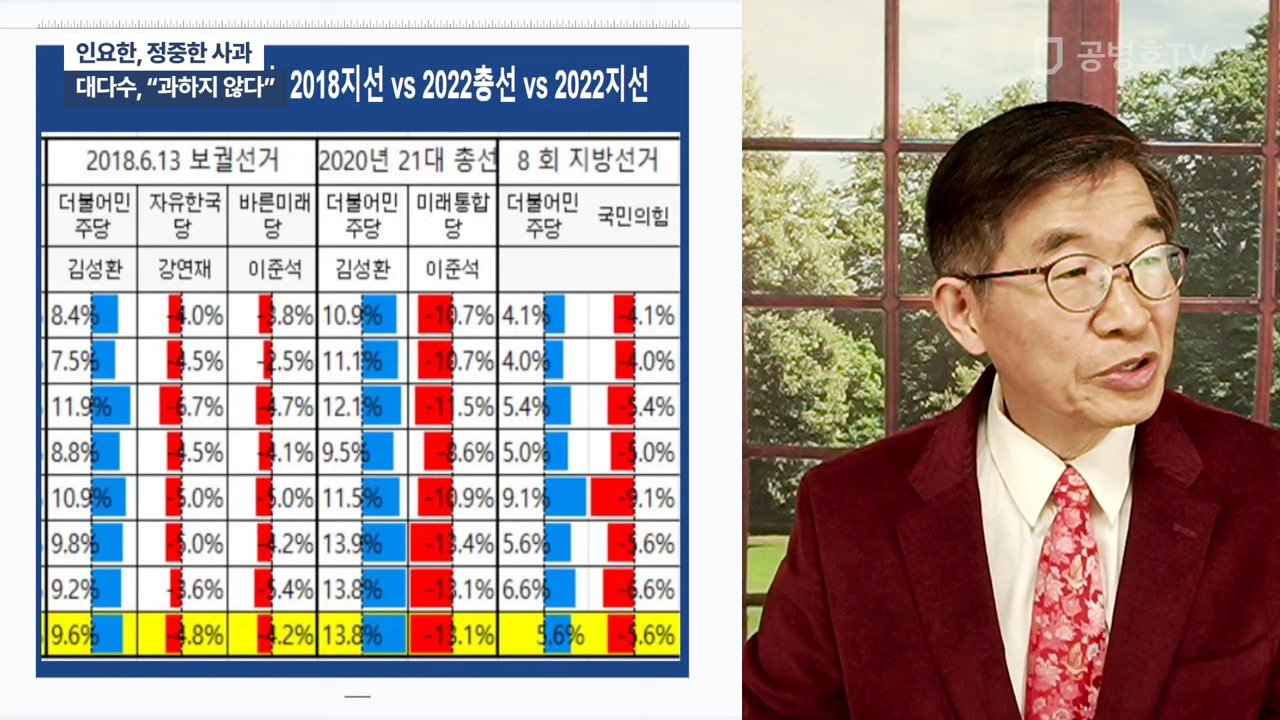 인요한, 정중한 사과
대다수, “과하지 않다”
2018지선 vs 2022총선 vs 2022지선
공병호TV
2018.6.13 보궐선거 2020년 21대 총선 8 회 지방선거
더불어민주당 자유한국당 바른미래당 더불어민주당 미래통합당 더불어민주당 국민의힘
김성환 강연재 이준석 김성환 이준석
8.4% -4.0% -3.8% 10.9% -10.7% 4.1% -4.1%
7.5% -4.5% -2.5% 11.1% -10.7% 4.0% -4.0%
11.9% -6.7% -4.7% 12.1% -11.5% 5.4% -5.4%
8.8% -4.5% -4.1% 9.5% -8.6% 5.0% -5.0%
10.9% -5.0% -5.0% 11.5% -10.9% 9.1% -9.1%
9.8% -5.0% -4.2% 13.9% -13.4% 5.6% -5.6%
9.2% -3.6% -5.4% 13.8% -13.1% 6.6% -6.6%
9.6% -4.8% -4.2% 13.8% -13.1% 5.6% -5.6%